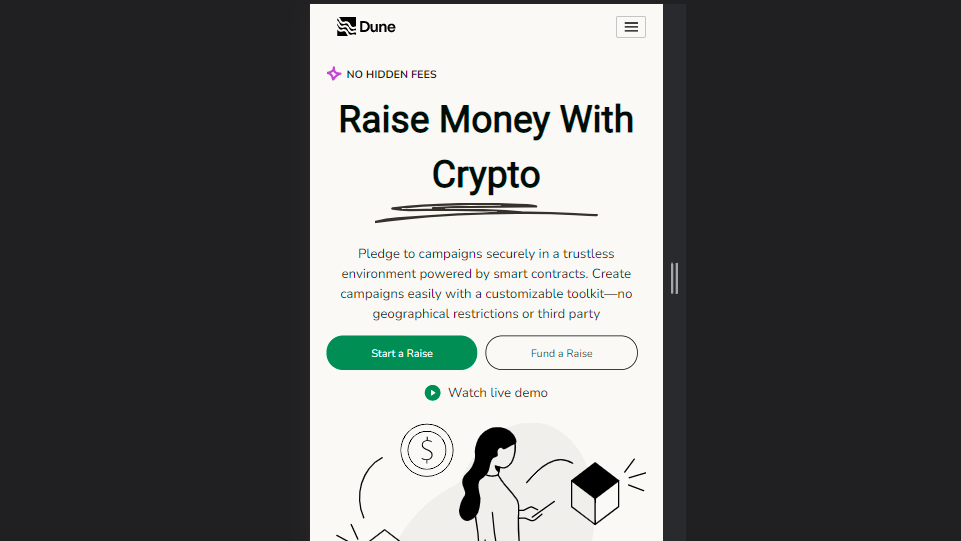 Dune
NO HIDDEN FEES
Raise Money With
Crypto
Pledge to campaigns securely in a trustless
environment powered by smart contracts. Create
campaigns easily with a customizable toolkit—no
geographical restrictions or third party
Start a Raise
Fund a Raise
Watch live demo
$